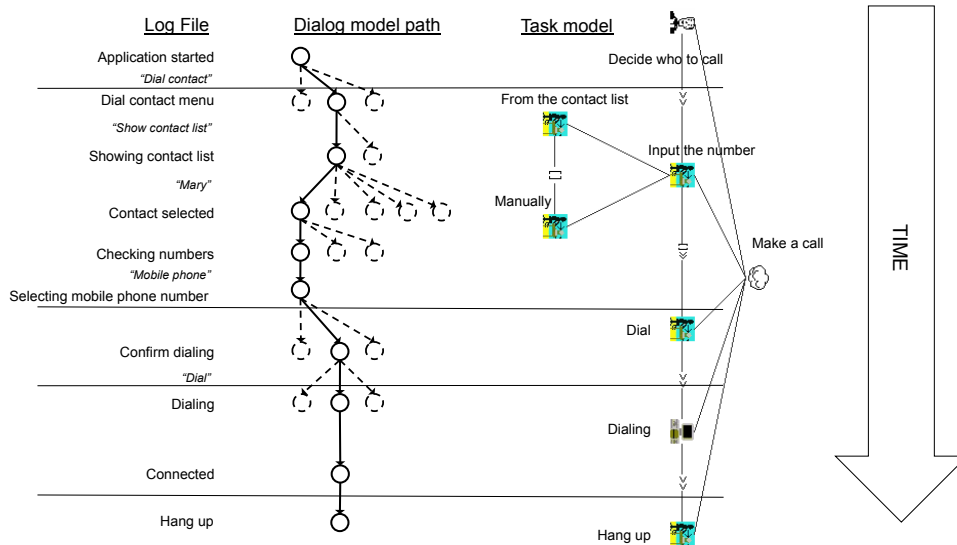 Log File
Dialog model path
Task model
Application started
Decide who to call
"Dial contact"
Dial contact menu
From the contact list
"Show contact list"
Showing contact list
Input the number
"Mary"
Manually
Contact selected
Make a call
Checking numbers
"Mobile phone"
Selecting mobile phone number
Dial
Confirm dialing
"Dial"
Dialing
Dialing
Connected
Hang up
Hang up
TIME